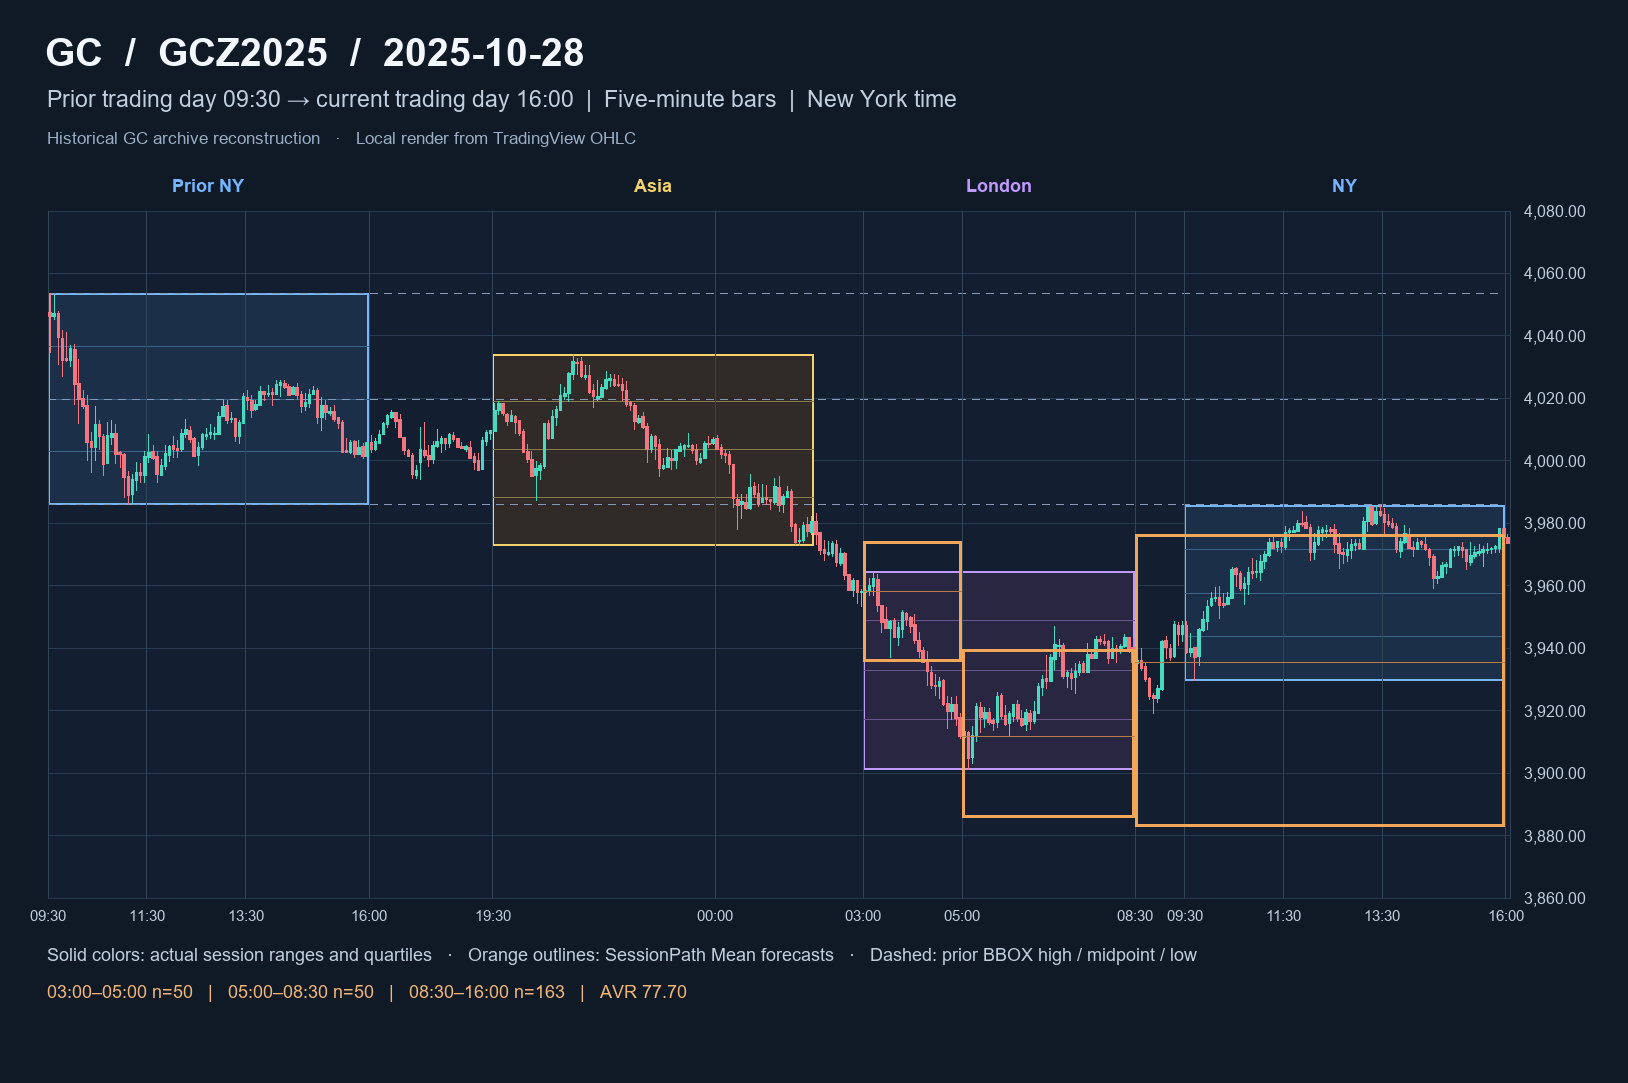 GC / GCZ2025 / 2025-10-28
Prior trading day 09:30 → current trading day 16:00 | Five-minute bars | New York time
Historical GC archive reconstruction · Local render from TradingView OHLC
Prior NY Asia London NY
4,080.00
4,060.00
4,040.00
4,020.00
4,000.00
3,980.00
3,960.00
3,940.00
3,920.00
3,900.00
3,880.00
3,860.00
09:30 11:30 13:30 16:00 19:30 00:00 03:00 05:00 08:30 09:30 11:30 13:30 16:00
Solid colors: actual session ranges and quartiles · Orange outlines: SessionPath Mean forecasts · Dashed: prior BBOX high / midpoint / low
03:00–05:00 n=50 | 05:00–08:30 n=50 | 08:30–16:00 n=163 | AVR 77.70